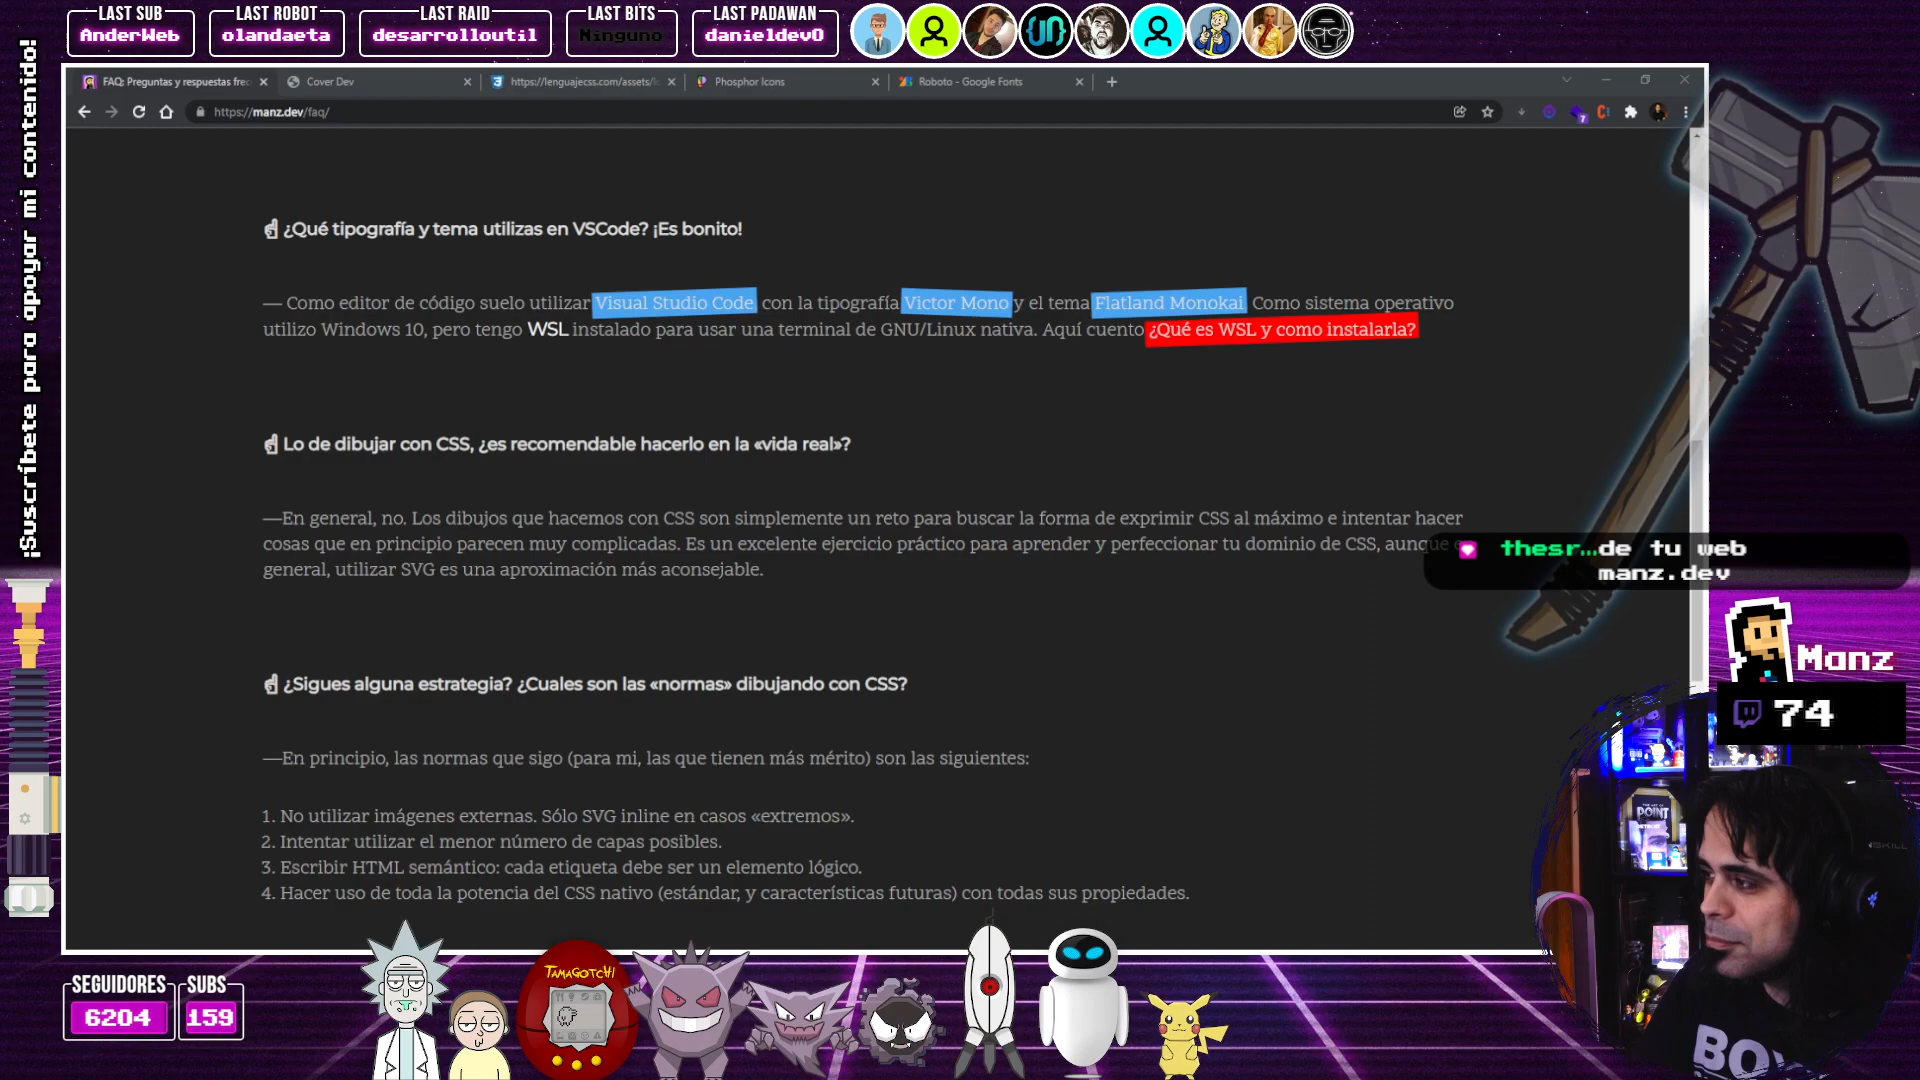 LAST SUB
AnderWeb
LAST ROBOT
olandaeta
LAST RAID
desarrolloutil
LAST BITS
Ninguno
LAST PADAWAN
danieldev0
¡Suscríbete para apoyar mi contenido!
FAQ: Preguntas y respuestas frec
Cover Dev
https://lenguajecss.com/assets/
Phosphor Icons
Roboto - Google Fonts
https://manz.dev/faq/
7
☝ ¿Qué tipografía y tema utilizas en VSCode? ¡Es bonito!
— Como editor de código suelo utilizar Visual Studio Code con la tipografía Victor Mono y el tema Flatland Monokai Como sistema operativo
utilizo Windows 10, pero tengo WSL instalado para usar una terminal de GNU/Linux nativa. Aquí cuento ¿Qué es WSL y como instalarla?
☝ Lo de dibujar con CSS, ¿es recomendable hacerlo en la «vida real»?
—En general, no. Los dibujos que hacemos con CSS son simplemente un reto para buscar la forma de exprimir CSS al máximo e intentar hacer
cosas que en principio parecen muy complicadas. Es un excelente ejercicio práctico para aprender y perfeccionar tu dominio de CSS, aunque e
general, utilizar SVG es una aproximación más aconsejable.
thesr...de tu web
manz.dev
☝ ¿Sigues alguna estrategia? ¿Cuales son las «normas» dibujando con CSS?
—En principio, las normas que sigo (para mi, las que tienen más mérito) son las siguientes:
1. No utilizar imágenes externas. Sólo SVG inline en casos «extremos».
2. Intentar utilizar el menor número de capas posibles.
3. Escribir HTML semántico: cada etiqueta debe ser un elemento lógico.
4. Hacer uso de toda la potencia del CSS nativo (estándar, y características futuras) con todas sus propiedades.
Manz
74
POINT
SEGUIDORES
6204
SUBS
159
TAMAGOTCHI